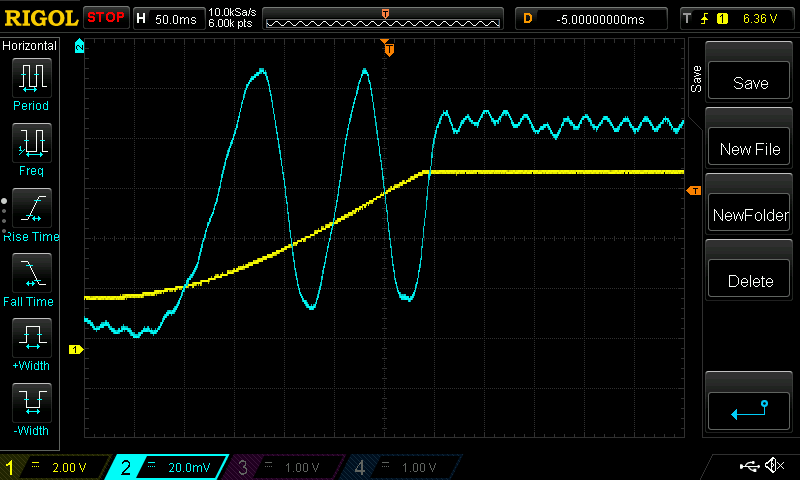 RIGOL STOP H 50.0ms 10.0kSa/s 6.00k pts T D -5.00000000ms T 1 6.36 V
Horizontal
2
T
Save
Save
Period
New File
Freq
T
NewFolder
Rise Time
Delete
Fall Time
1
+Width
-Width
1 2.00 V 2 20.0mV 3 1.00 V 4 1.00 V